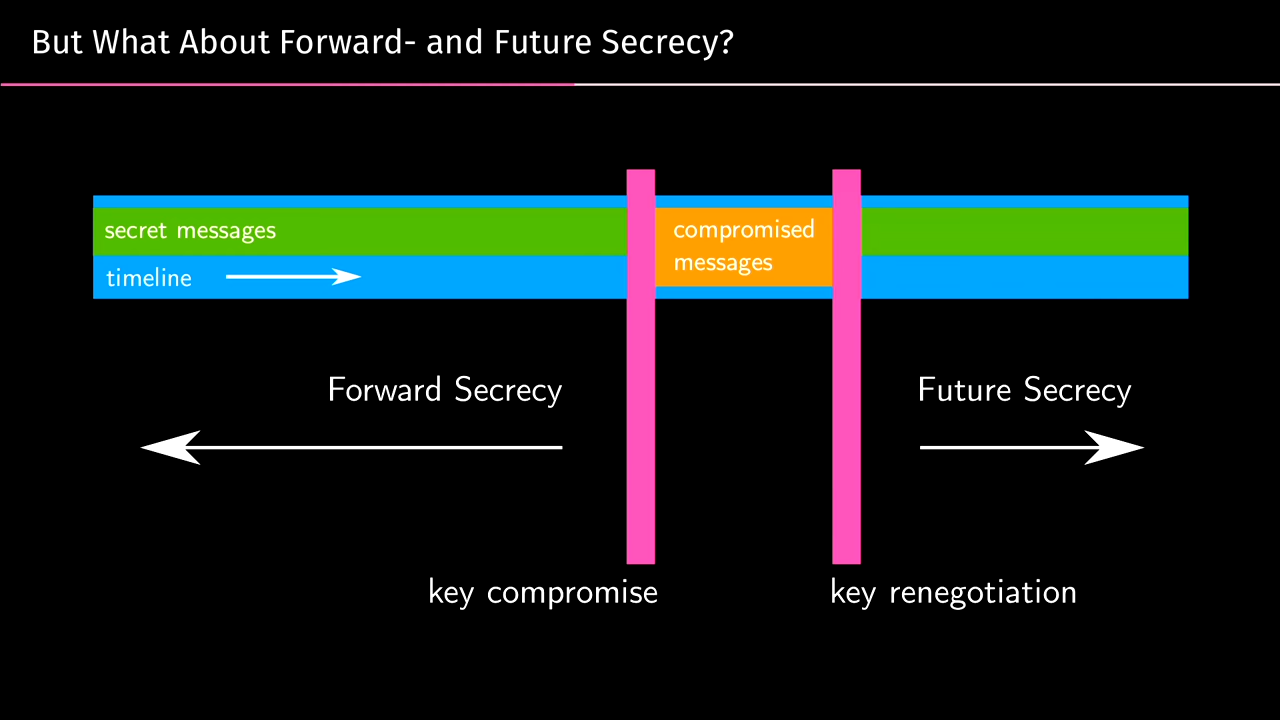 But What About Forward- and Future Secrecy?
secret messages
compromised
messages
timeline
Forward Secrecy
Future Secrecy
key compromise
key renegotiation